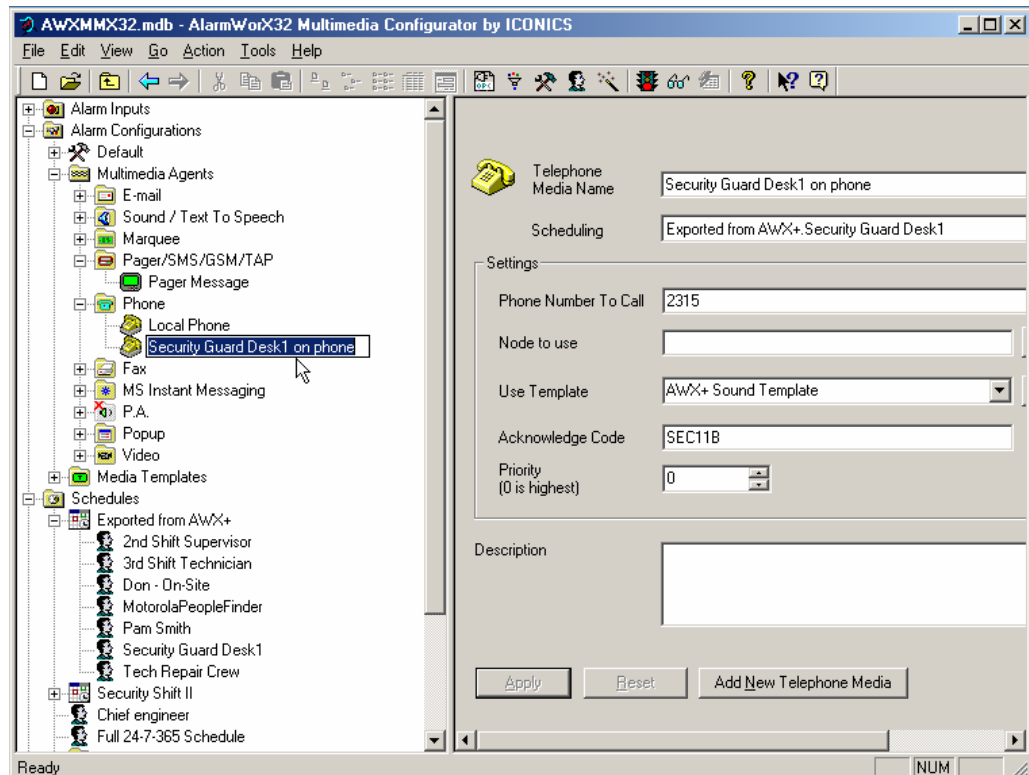 AWXMMX32.mdb - AlarmWorX32 Multimedia Configurator by ICONICS
File Edit View Go Action Tools Help
Alarm Inputs
Alarm Configurations
Default
Multimedia Agents
E-mail
Sound / Text To Speech
Marquee
Pager/SMS/GSM/TAP
Pager Message
Phone
Local Phone
Security Guard Desk1 on phone
Fax
MS Instant Messaging
P.A.
Popup
Video
Media Templates
Schedules
Exported from AWX+
2nd Shift Supervisor
3rd Shift Technician
Don - On-Site
MotorolaPeopleFinder
Pam Smith
Security Guard Desk1
Tech Repair Crew
Security Shift II
Chief engineer
Full 24-7-365 Schedule
Telephone
Media Name
Security Guard Desk1 on phone
Scheduling
Exported from AWX+.Security Guard Desk1
Settings
Phone Number To Call
2315
Node to use
Use Template
AWX+ Sound Template
Acknowledge Code
SEC11B
Priority
(0 is highest)
0
Description
Apply
Reset
Add New Telephone Media
Ready
NUM